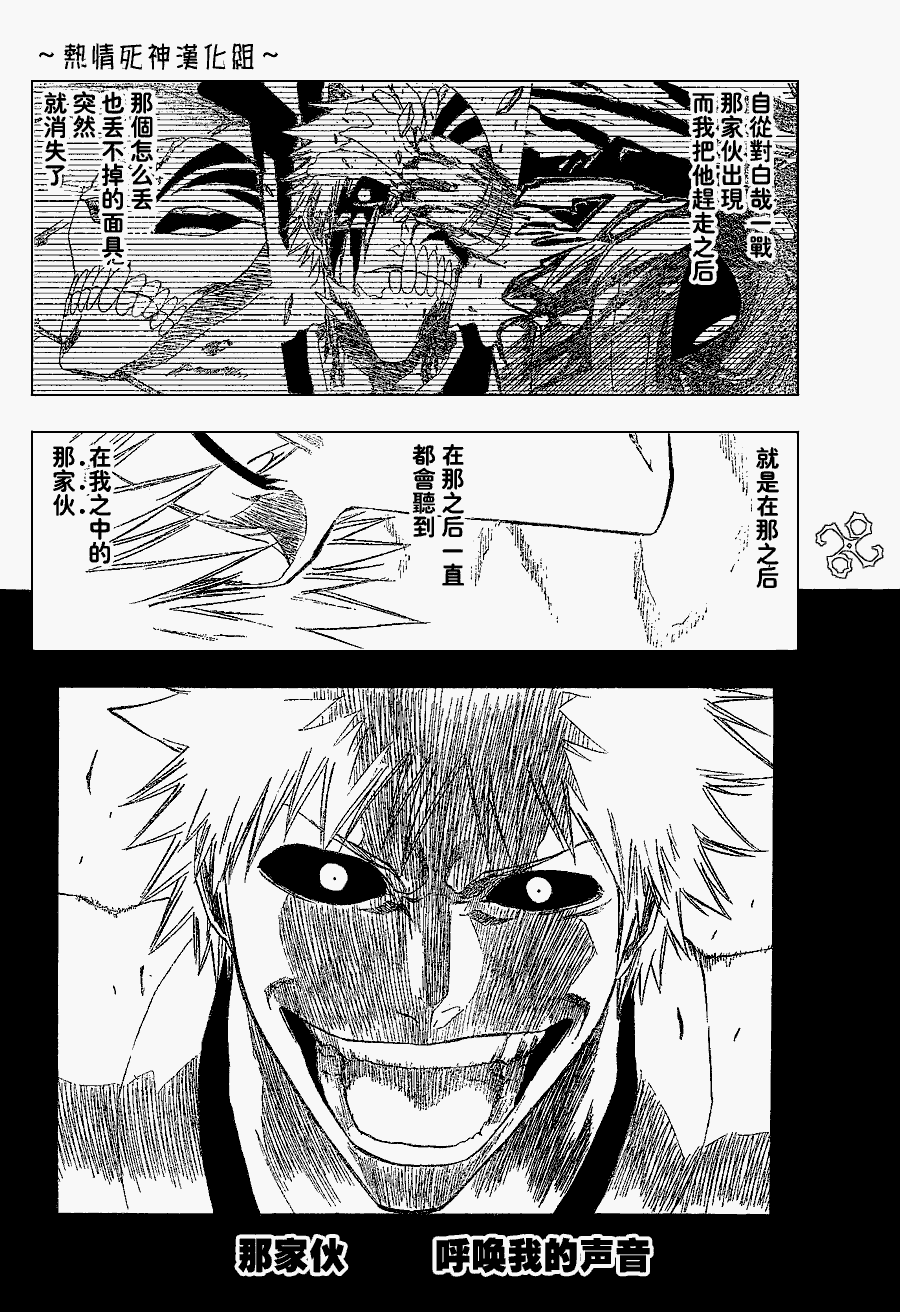 ～熱情死神漢化組～
自從對白哉一戰
那家伙出現
而我把他趕走之后
那個怎么丢
也丢不掉的面具
突然
就消失了
就是在那之后
在那之后一直
都會聽到
在我之中的
那家伙
那家伙 呼喚我的声音